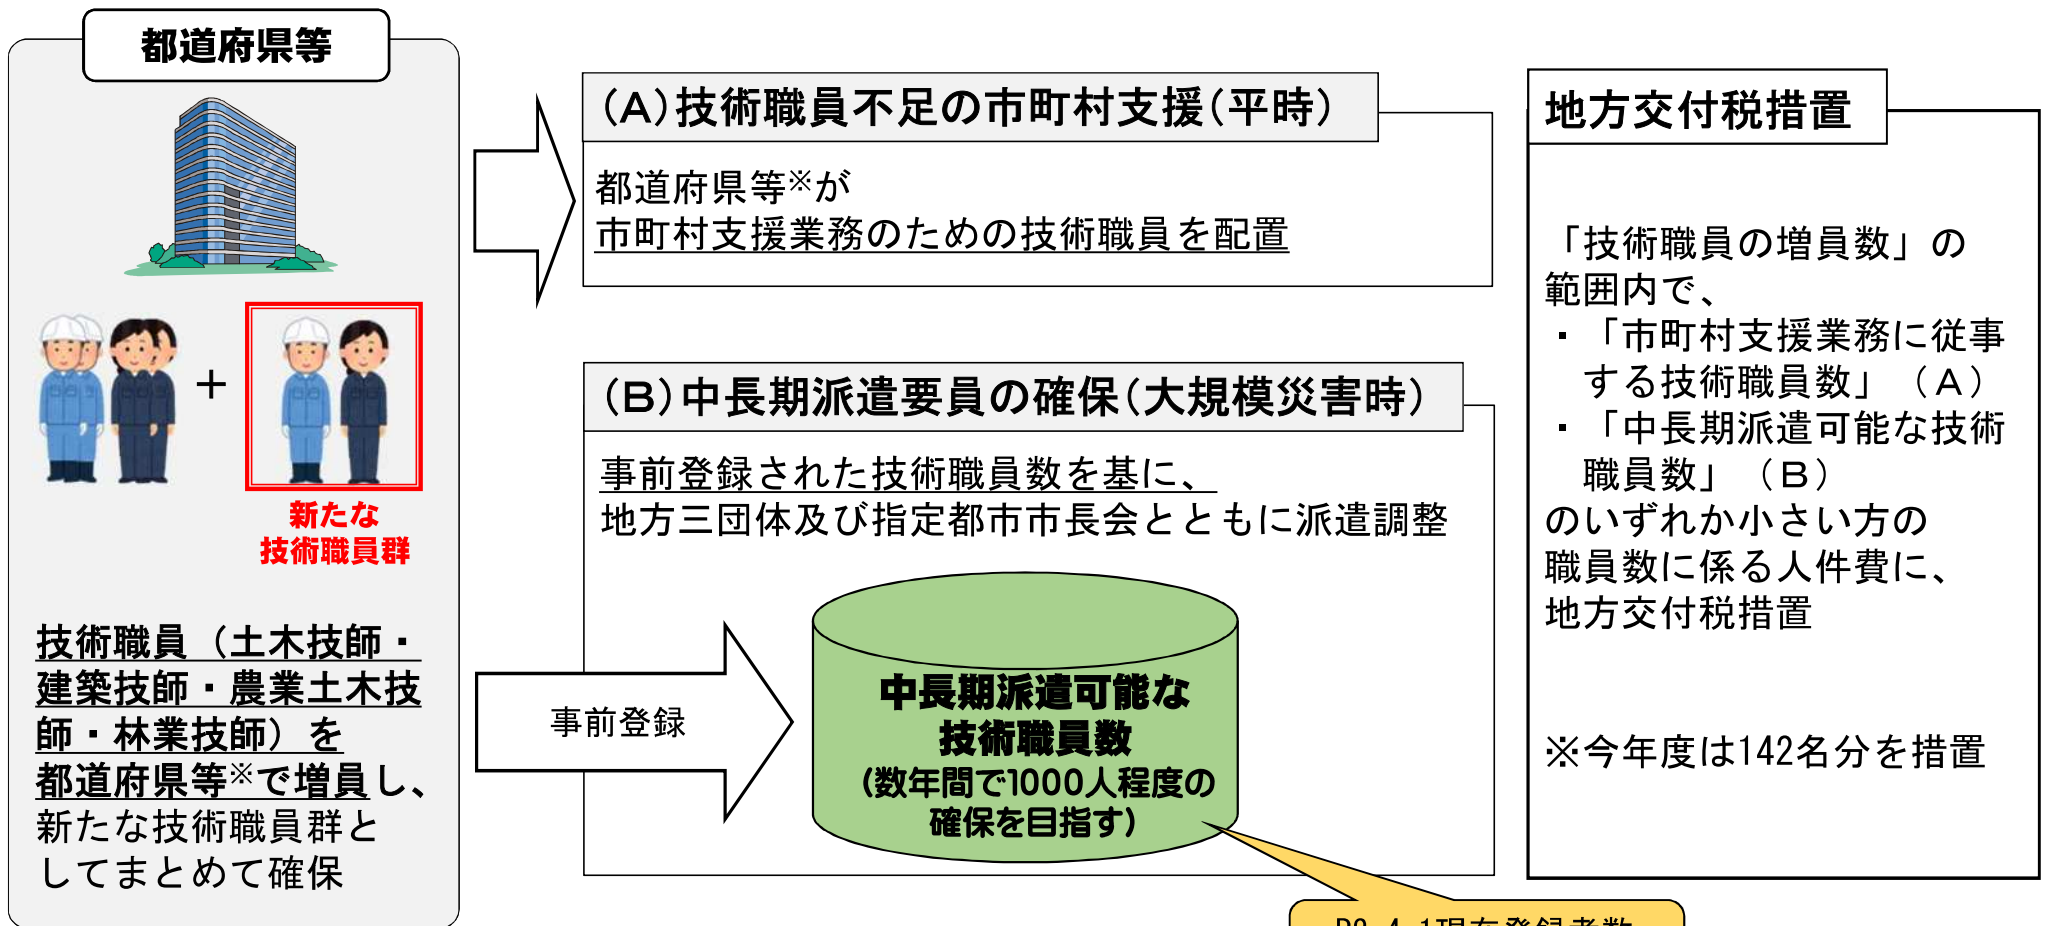 都道府県等
新たな
技術職員群
技術職員（土木技師・
建築技師・農業土木技
師・林業技師）を
都道府県等※で増員し、
新たな技術職員群と
してまとめて確保
(A)技術職員不足の市町村支援(平時)
都道府県等※が
市町村支援業務のための技術職員を配置
(B)中長期派遣要員の確保(大規模災害時)
事前登録された技術職員数を基に、
地方三団体及び指定都市市長会とともに派遣調整
事前登録
中長期派遣可能な
技術職員数
(数年間で1000人程度の
確保を目指す)
地方交付税措置
「技術職員の増員数」の
範囲内で、
・「市町村支援業務に従事
する技術職員数」（Ａ）
・「中長期派遣可能な技術
職員数」（Ｂ）
のいずれか小さい方の
職員数に係る人件費に、
地方交付税措置
※今年度は142名分を措置